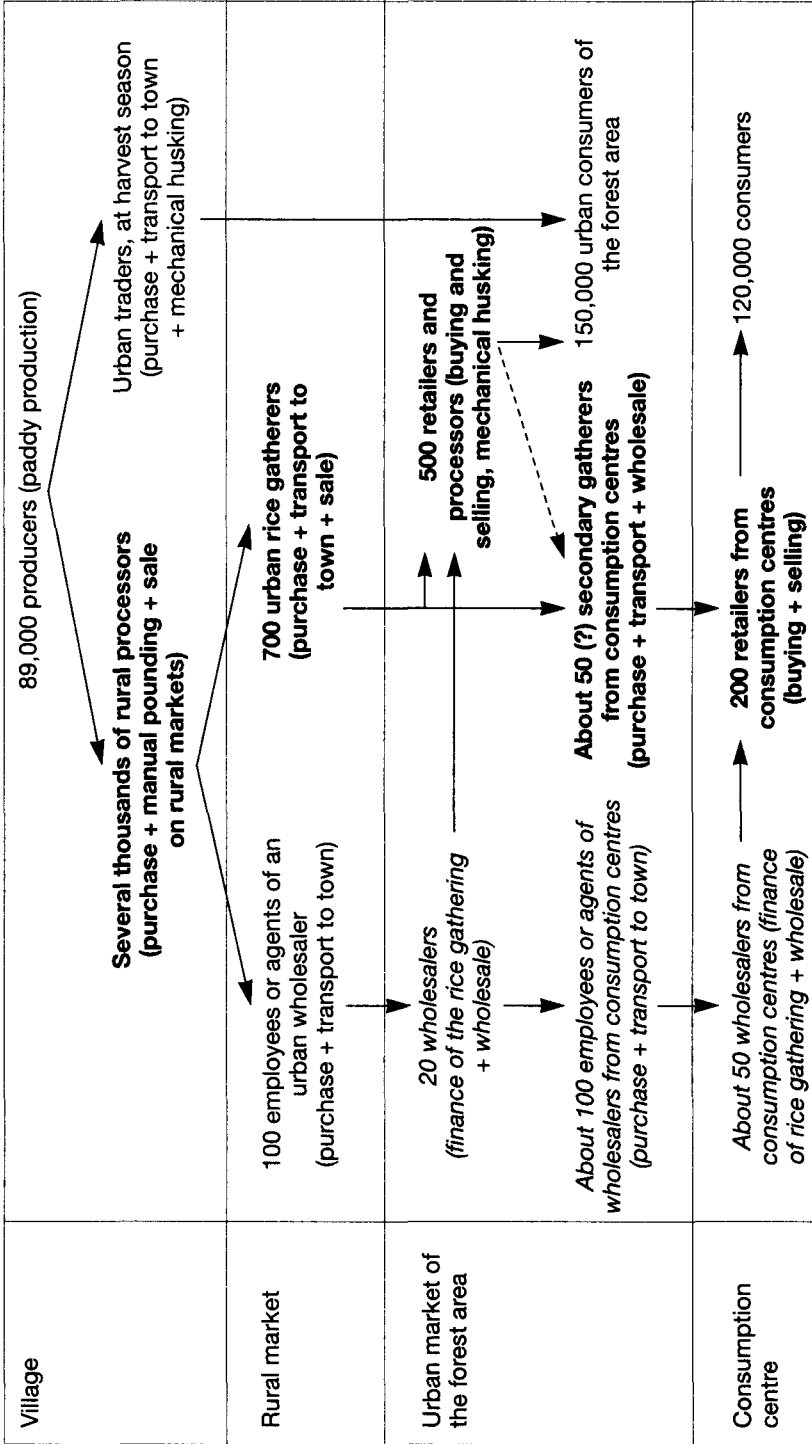 Village
89,000 producers (paddy production)
Several thousands of rural processors
(purchase + manual pounding + sale
on rural markets)
Urban traders, at harvest season
(purchase + transport to town
+ mechanical husking)
Rural market
100 employees or agents of an
urban wholesaler
(purchase + transport to town)
700 urban rice gatherers
(purchase + transport to
town + sale)
Urban market of
the forest area
20 wholesalers
(finance of the rice gathering
+ wholesale)
500 retailers and
processors (buying and
selling, mechanical husking)
About 100 employees or agents of
wholesalers from consumption centres
(purchase + transport to town)
About 50 (?) secondary gatherers
from consumption centres
(purchase + transport + wholesale)
150,000 urban consumers of
the forest area
Consumption
centre
About 50 wholesalers from
consumption centres (finance
of rice gathering + wholesale)
200 retailers from
consumption centres
(buying + selling)
120,000 consumers